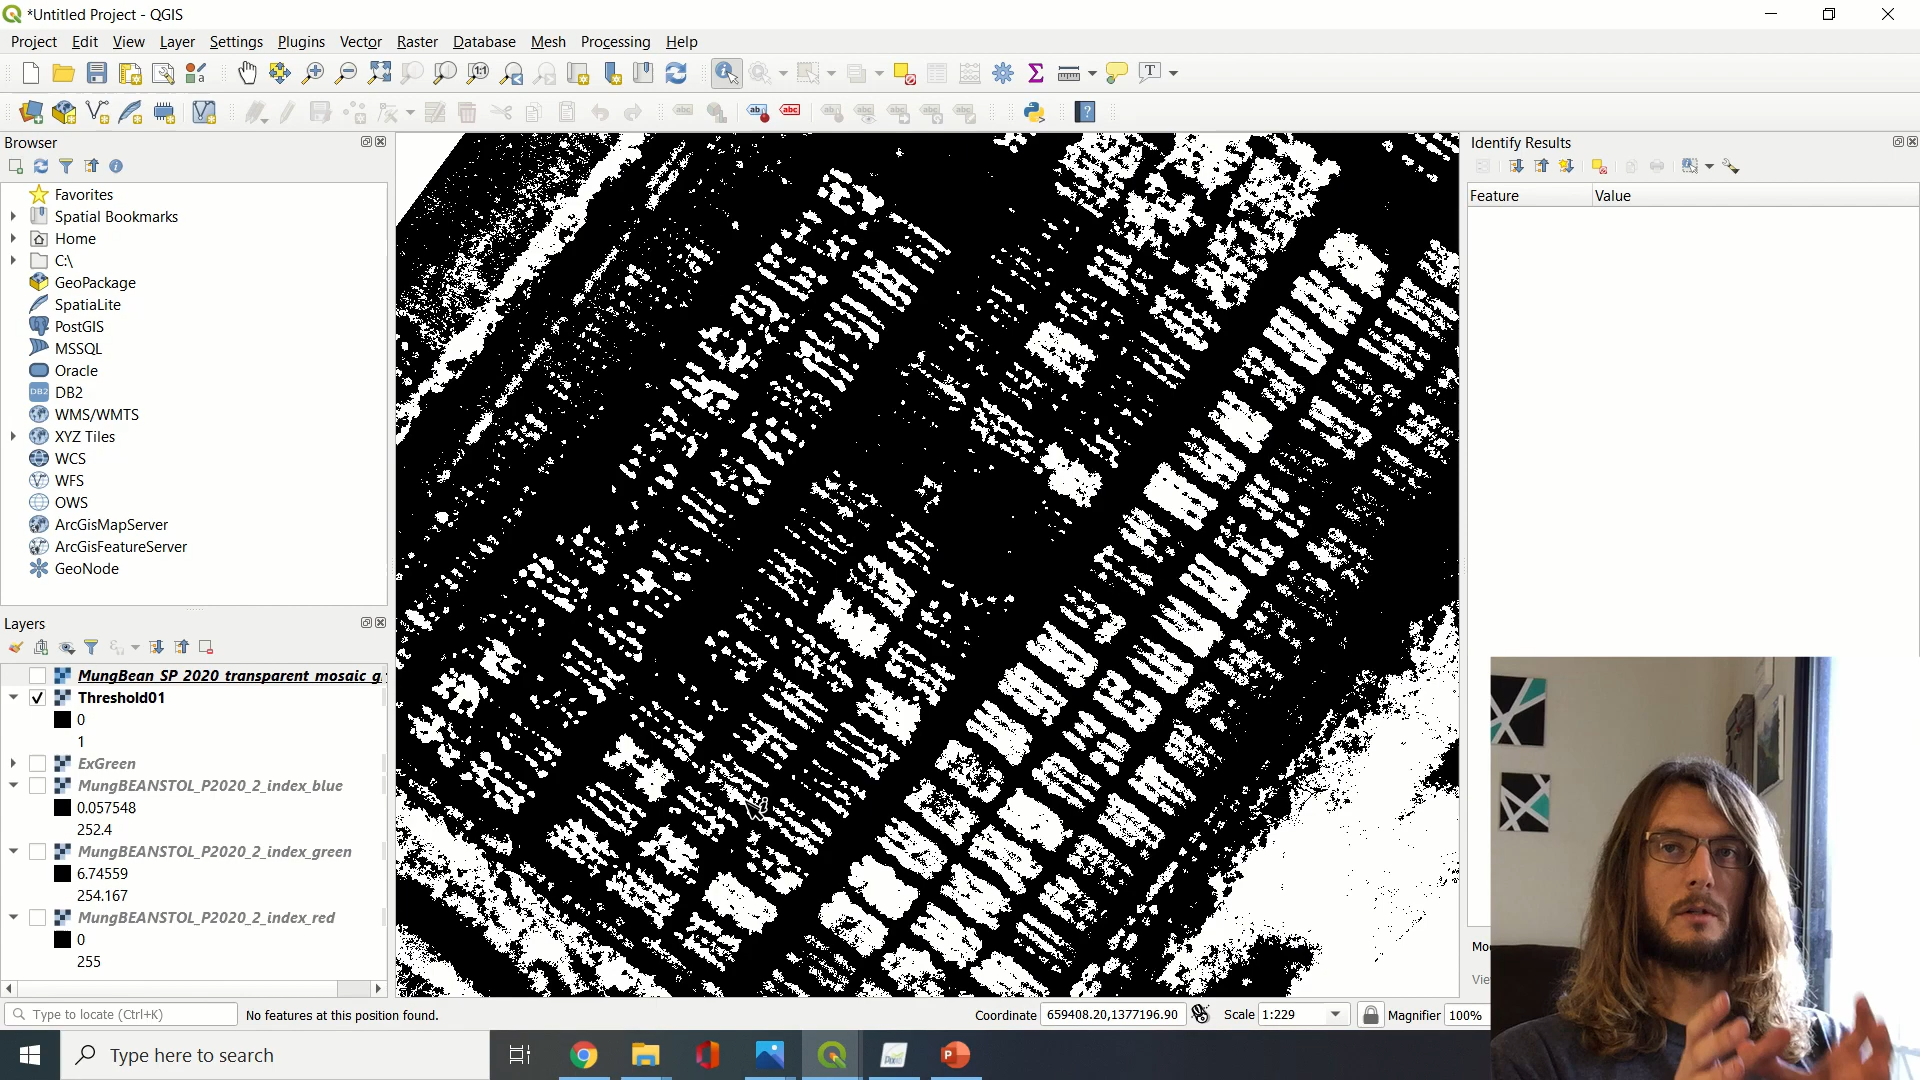 *Untitled Project - QGIS
Project Edit View Layer Settings Plugins Vector Raster Database Mesh Processing Help
Browser
Favorites
Spatial Bookmarks
Home
C:\
GeoPackage
SpatiaLite
PostGIS
MSSQL
Oracle
DB2
WMS/WMTS
XYZ Tiles
WCS
WFS
OWS
ArcGisMapServer
ArcGisFeatureServer
GeoNode
Layers
MungBean SP 2020 transparent mosaic g
Threshold01
0
1
ExGreen
MungBEANSTOL_P2020_2_index_blue
0.057548
252.4
MungBEANSTOL_P2020_2_index_green
6.74559
254.167
MungBEANSTOL_P2020_2_index_red
0
255
Identify Results
Feature Value
Type to locate (Ctrl+K) No features at this position found. Coordinate 659408.20,1377196.90 Scale 1:229 Magnifier 100%
Type here to search